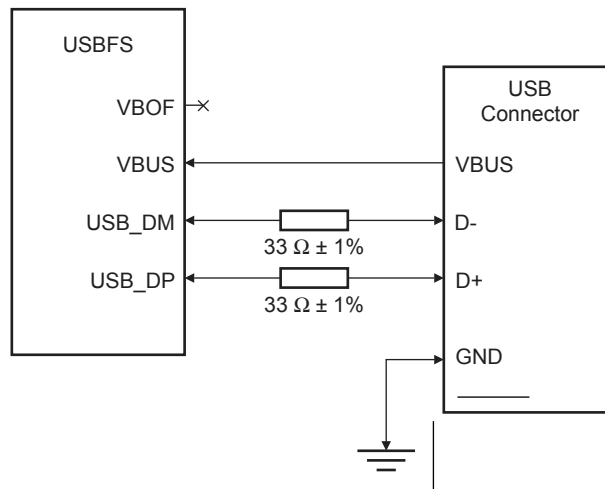 USBFS
VBOF
VBUS
USB_DM
USB_DP
33 Ω ± 1%
33 Ω ± 1%
USB
Connector
VBUS
D-
D+
GND